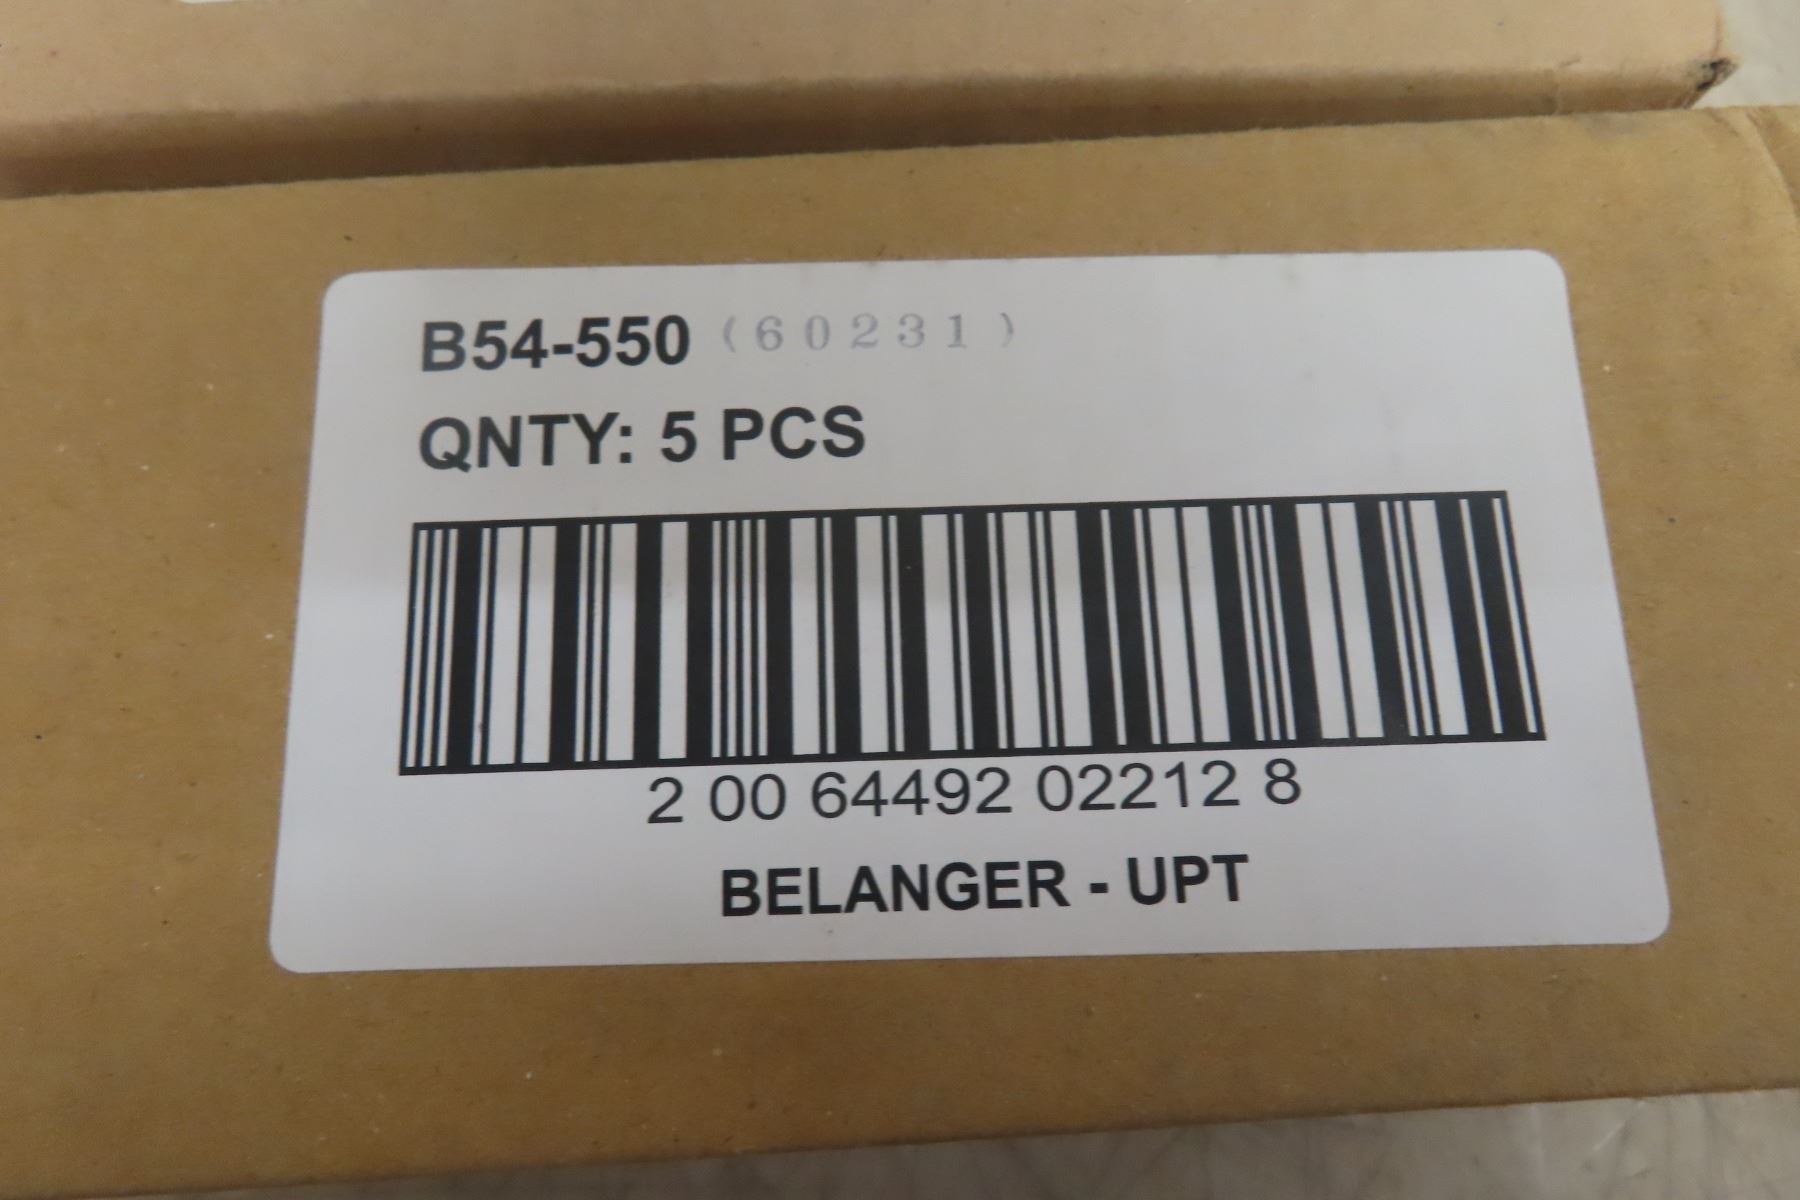 B54-550 (60231)
QNTY: 5 PCS
2 00 64492 02212 8
BELANGER - UPT